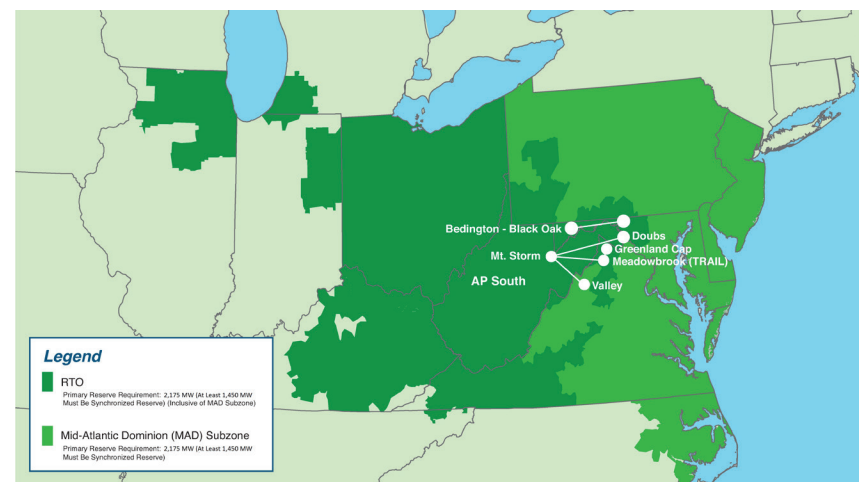 Bedington - Black Oak
Doubs
Mt. Storm
Greenland Cap
Meadowbrook (TRAIL)
AP South
Valley
Legend
RTO
Primary Reserve Requirement: 2,175 MW (At Least 1,450 MW
Must Be Synchronized Reserve) (Inclusive of MAD Subzone)
Mid-Atlantic Dominion (MAD) Subzone
Primary Reserve Requirement: 2,175 MW (At Least 1,450 MW
Must Be Synchronized Reserve)